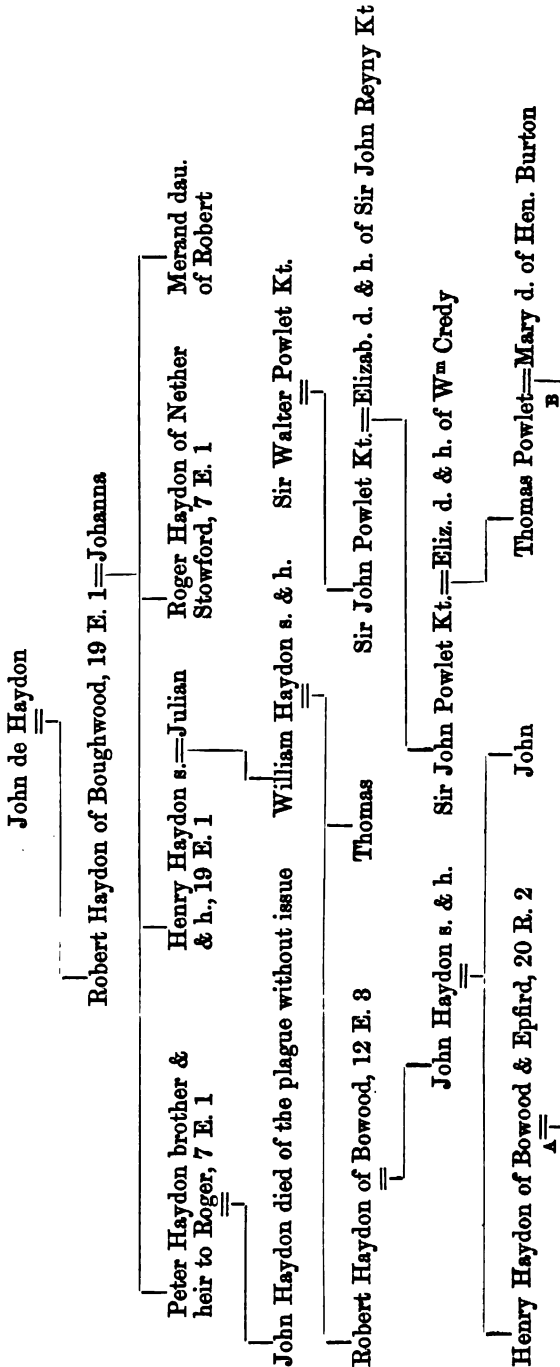 John de Haydon
Robert Haydon of Boughwood, 19 E. 1=Johanna
Peter Haydon brother &
heir to Roger, 7 E. 1
Henry Haydon s.=Julian
& h., 19 E. 1
Roger Haydon of Nether
Stowford, 7 E. 1
Merand dau.
of Robert
John Haydon died of the plague without issue
William Haydon s. & h.
Sir Walter Powlet Kt.
Robert Haydon of Bowood, 12 E. 3
Thomas
Sir John Powlet Kt.=Elizab. d. & h. of Sir John Reyny Kt
John Haydon s. & h.
Sir John Powlet Kt.=Eliz. d. & h. of Wm Credy
Henry Haydon of Bowood & Epfird, 20 R. 2
John
Thomas Powlet=Mary d. of Hen. Burton
A
B